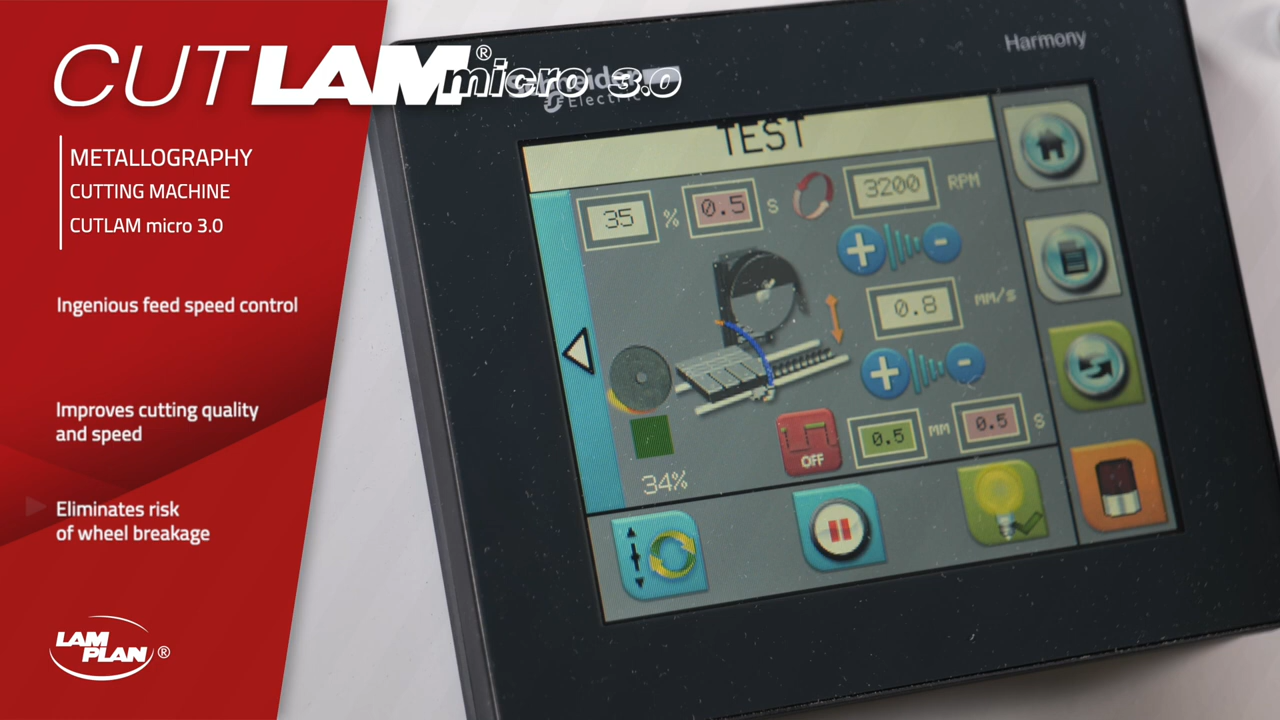 CUTLAM® micro 3.0
METALLOGRAPHY
CUTTING MACHINE
CUTLAM micro 3.0
Ingenious feed speed control
Improves cutting quality
and speed
Eliminates risk
of wheel breakage
LAM
PLAN ®
Harmony
Schneider
Electric
TEST
35 % 0.5 S 3200 RPM
0.8 MM/S
OFF 0.5 MM 0.5 S
34%